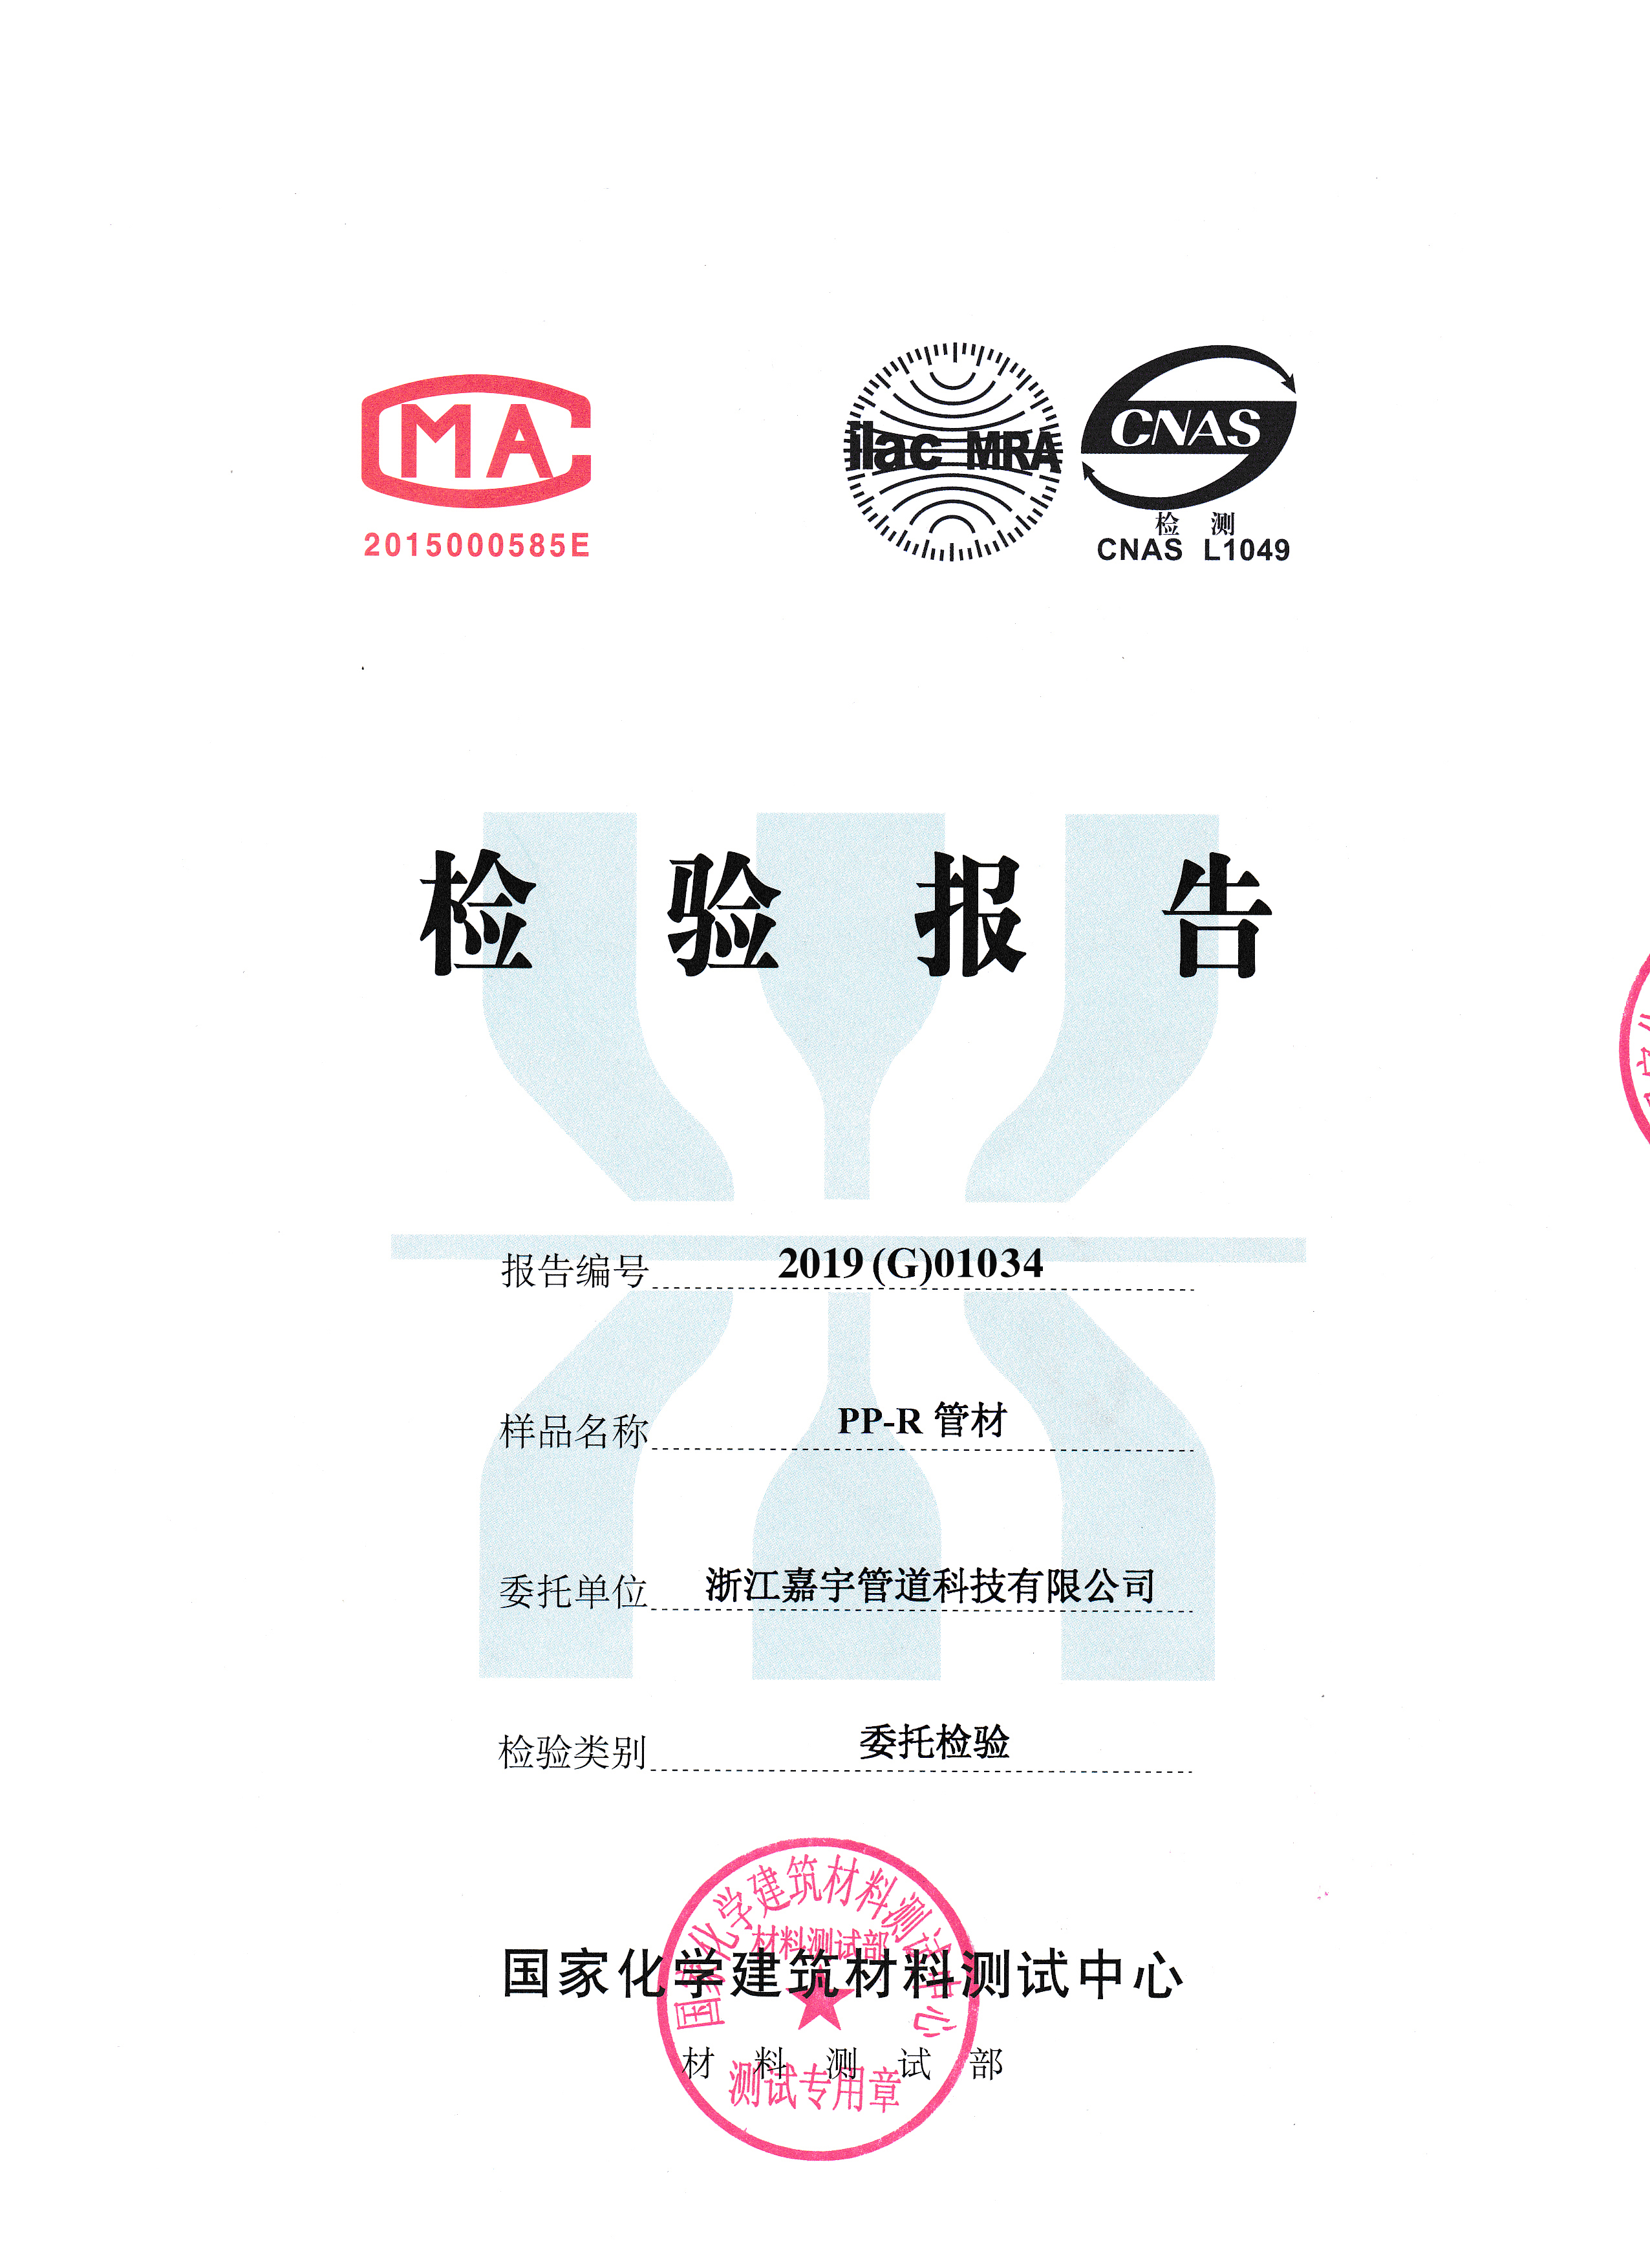 MA
ilac-MRA
CNAS
2015000585E
检 测
CNAS L1049
检 验 报 告
报告编号 2019 (G)01034
样品名称 PP-R 管材
委托单位 浙江嘉宇管道科技有限公司
检验类别 委托检验
国家化学建筑材料测试中心
材料测试部
国家化学建筑材料测试中心
材 料 测 试 部
测试专用章